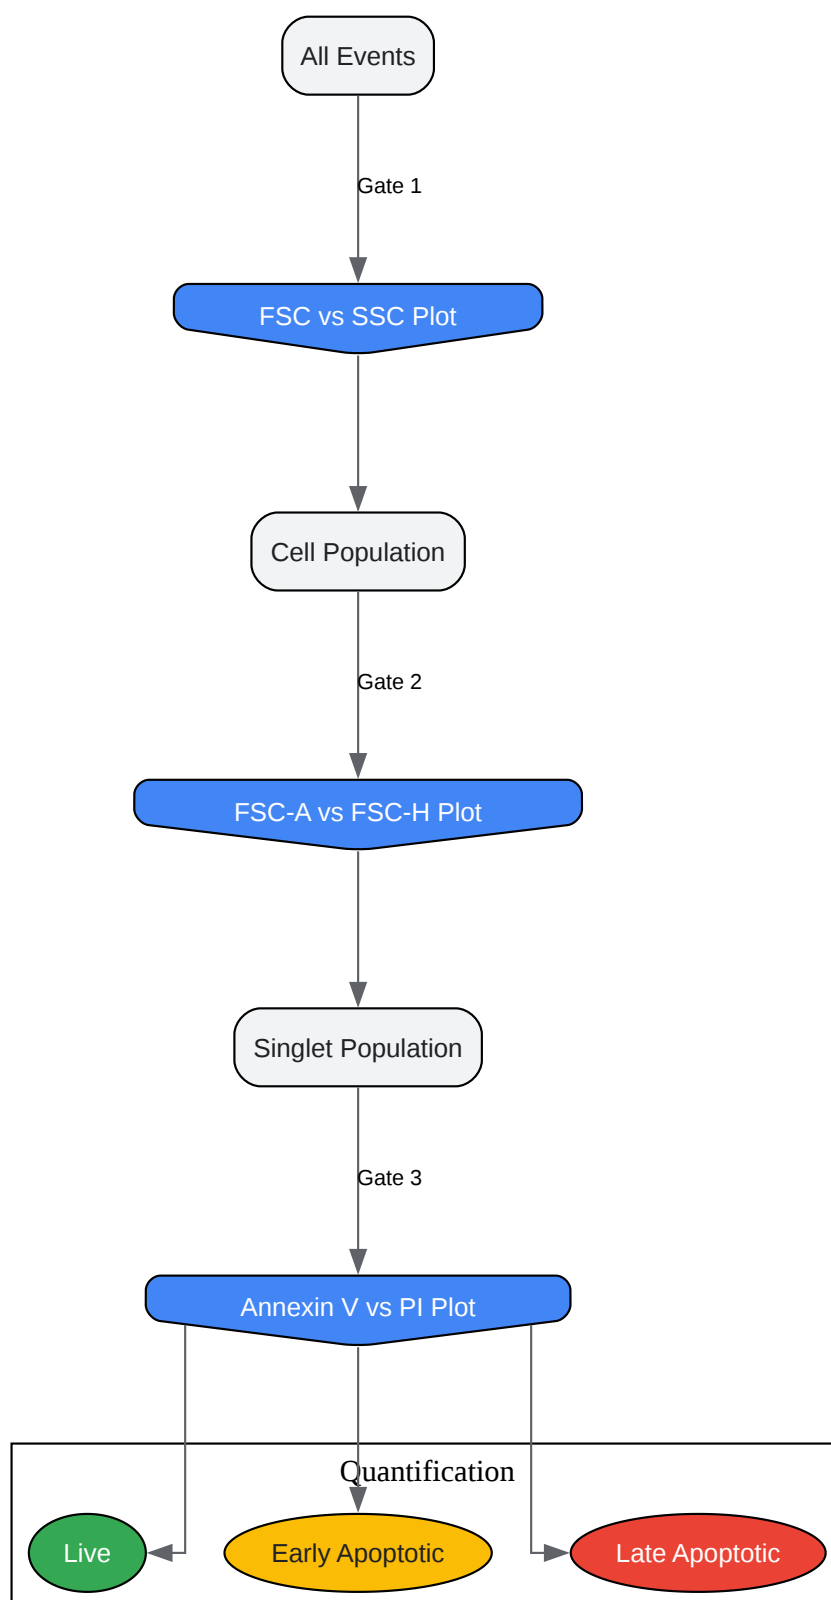 All Events
Gate 1
FSC vs SSC Plot
Cell Population
Gate 2
FSC-A vs FSC-H Plot
Singlet Population
Gate 3
Annexin V vs PI Plot
Quantification
Live
Early Apoptotic
Late Apoptotic